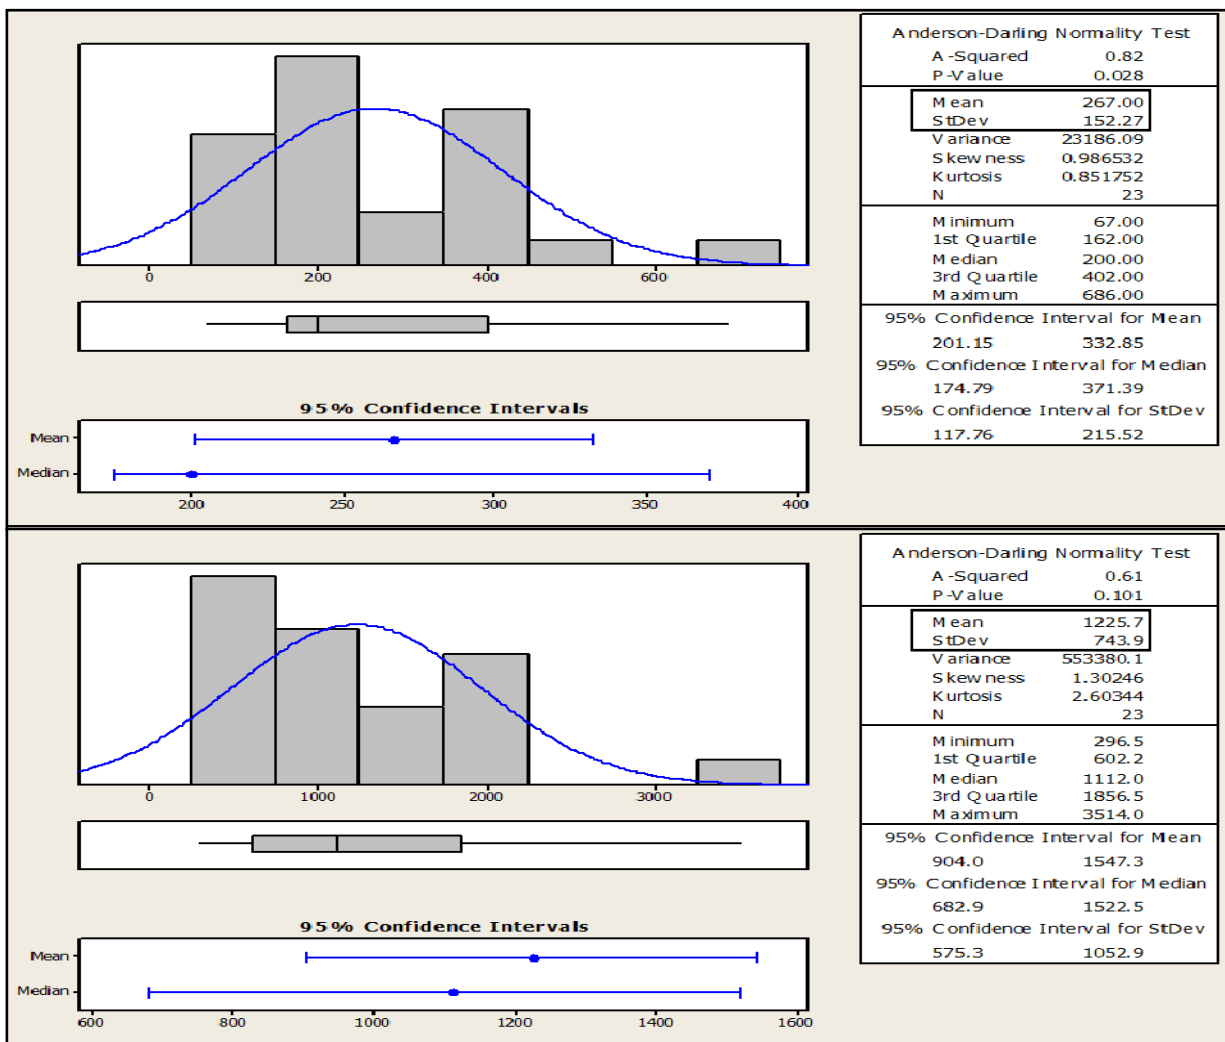 Anderson-Darling Normality Test
A-Squared 0.82
P-Value 0.028
Mean 267.00
StDev 152.27
Variance 23186.09
Skewness 0.986532
Kurtosis 0.851752
N 23
Minimum 67.00
1st Quartile 162.00
Median 200.00
3rd Quartile 402.00
Maximum 686.00
95% Confidence Interval for Mean
201.15 332.85
95% Confidence Interval for Median
174.79 371.39
95% Confidence Interval for StDev
117.76 215.52
0 200 400 600
95% Confidence Intervals
Mean
Median
200 250 300 350 400
Anderson-Darling Normality Test
A-Squared 0.61
P-Value 0.101
Mean 1225.7
StDev 743.9
Variance 553380.1
Skewness 1.30246
Kurtosis 2.60344
N 23
Minimum 296.5
1st Quartile 602.2
Median 1112.0
3rd Quartile 1856.5
Maximum 3514.0
95% Confidence Interval for Mean
904.0 1547.3
95% Confidence Interval for Median
682.9 1522.5
95% Confidence Interval for StDev
575.3 1052.9
0 1000 2000 3000
95% Confidence Intervals
Mean
Median
600 800 1000 1200 1400 1600